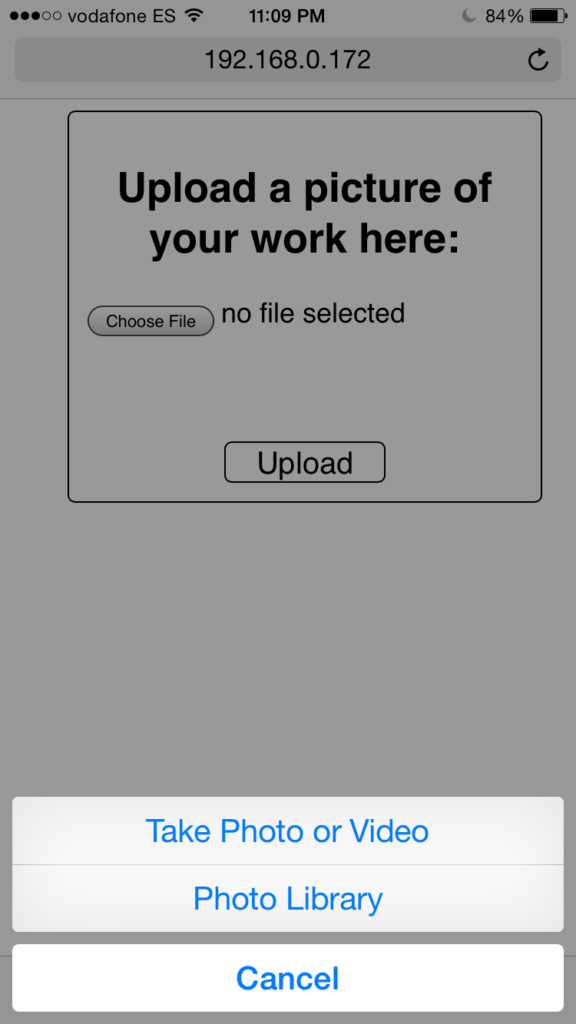 vodafone ES 11:09 PM 84%
192.168.0.172
Upload a picture of
your work here:
Choose File no file selected
Upload
Take Photo or Video
Photo Library
Cancel